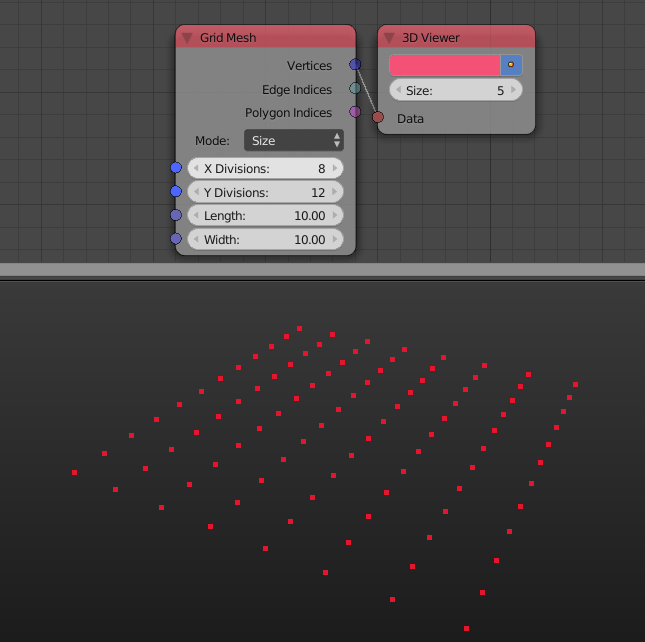 Grid Mesh
Vertices
Edge Indices
Polygon Indices
Mode: Size
X Divisions: 8
Y Divisions: 12
Length: 10.00
Width: 10.00
3D Viewer
Size: 5
Data